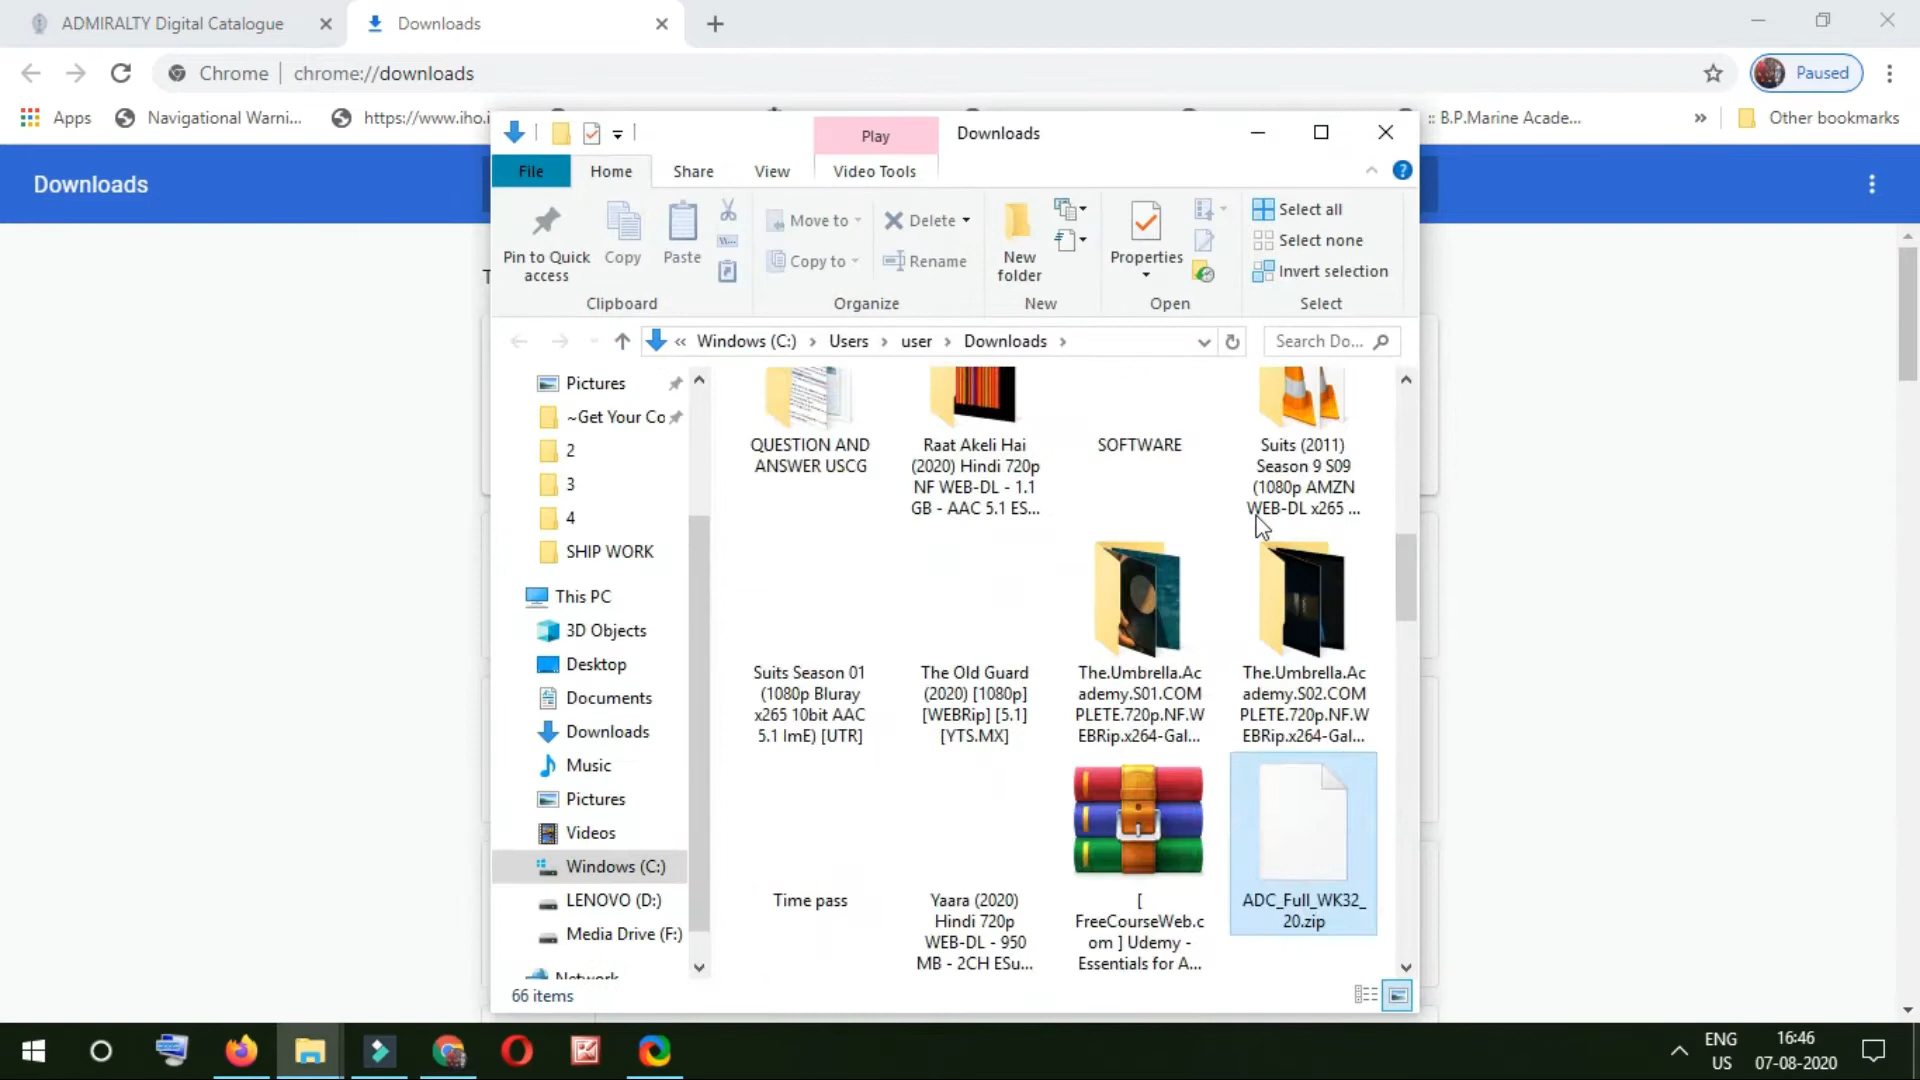 ADMIRALTY Digital Catalogue
Downloads
Chrome
chrome://downloads
Paused
Apps
Navigational Warni...
https://www.iho.i
:: B.P.Marine Acade...
»
Other bookmarks
Downloads
Play
Downloads
File
Home
Share
View
Video Tools
Pin to Quick
access
Copy
Paste
Clipboard
Move to
Copy to
Delete
Rename
Organize
New
folder
New
Properties
Open
Select all
Select none
Invert selection
Select
« Windows (C:) > Users > user > Downloads >
Search Do...
Pictures
~Get Your Co
2
3
4
SHIP WORK
This PC
3D Objects
Desktop
Documents
Downloads
Music
Pictures
Videos
Windows (C:)
LENOVO (D:)
Media Drive (F:)
Network
QUESTION AND
ANSWER USCG
Raat Akeli Hai
(2020) Hindi 720p
NF WEB-DL - 1.1
GB - AAC 5.1 ES...
SOFTWARE
Suits (2011)
Season 9 S09
(1080p AMZN
WEB-DL x265 ...
Suits Season 01
(1080p Bluray
x265 10bit AAC
5.1 ImE) [UTR]
The Old Guard
(2020) [1080p]
[WEBRip] [5.1]
[YTS.MX]
The.Umbrella.Ac
ademy.S01.COM
PLETE.720p.NF.W
EBRip.x264-Gal...
The.Umbrella.Ac
ademy.S02.COM
PLETE.720p.NF.W
EBRip.x264-Gal...
Time pass
Yaara (2020)
Hindi 720p
WEB-DL - 950
MB - 2CH ESu...
[
FreeCourseWeb.c
om ] Udemy -
Essentials for A...
ADC_Full_WK32_
20.zip
66 items
ENG
US
16:46
07-08-2020